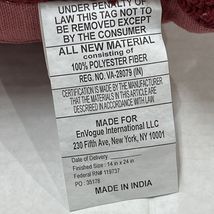 UNDER PENALTY OF
LAW THIS TAG NOT TO
BE REMOVED EXCEPT
BY THE CONSUMER
ALL NEW MATERIAL
consisting of
100% POLYESTER FIBER
REG. NO. VA-28079 (IN)
CERTIFICATION IS MADE BY THE MANUFACTURER
THAT THE MATERIALS IN THIS ARTICLE ARE
DESCRIBED IN ACCORDANCE WITH LAW.
MADE FOR
EnVogue International LLC
230 Fifth Ave, New York, NY, 10001
Date of Delivery
Finished Size : 14 in x 24 in
Federal RN# 119737
PO : 35178
MADE IN INDIA